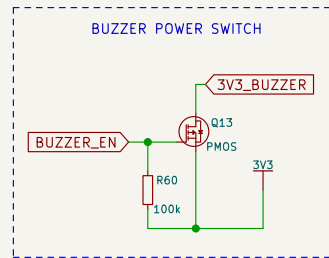 BUZZER POWER SWITCH
3V3_BUZZER
Q13
BUZZER_EN
PMOS
3V3
R60
100k